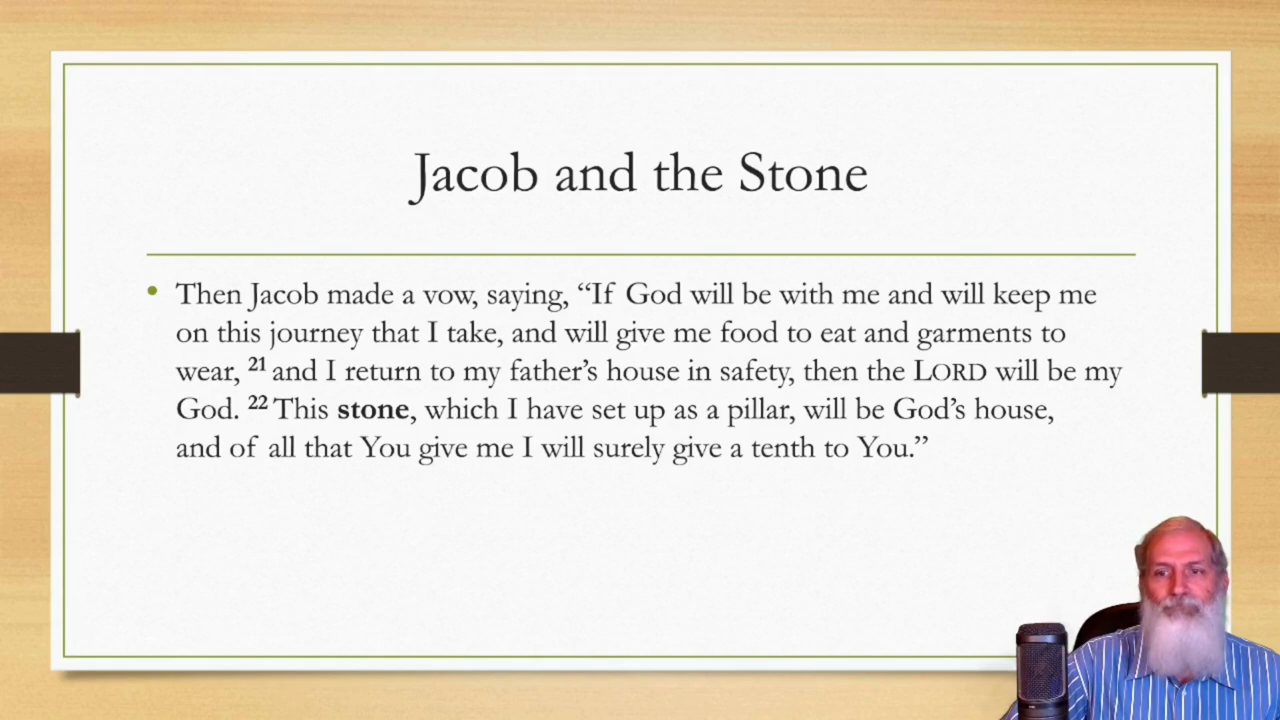 Jacob and the Stone
• Then Jacob made a vow, saying, “If God will be with me and will keep me
on this journey that I take, and will give me food to eat and garments to
wear, 21 and I return to my father’s house in safety, then the LORD will be my
God. 22 This stone, which I have set up as a pillar, will be God’s house,
and of all that You give me I will surely give a tenth to You.”